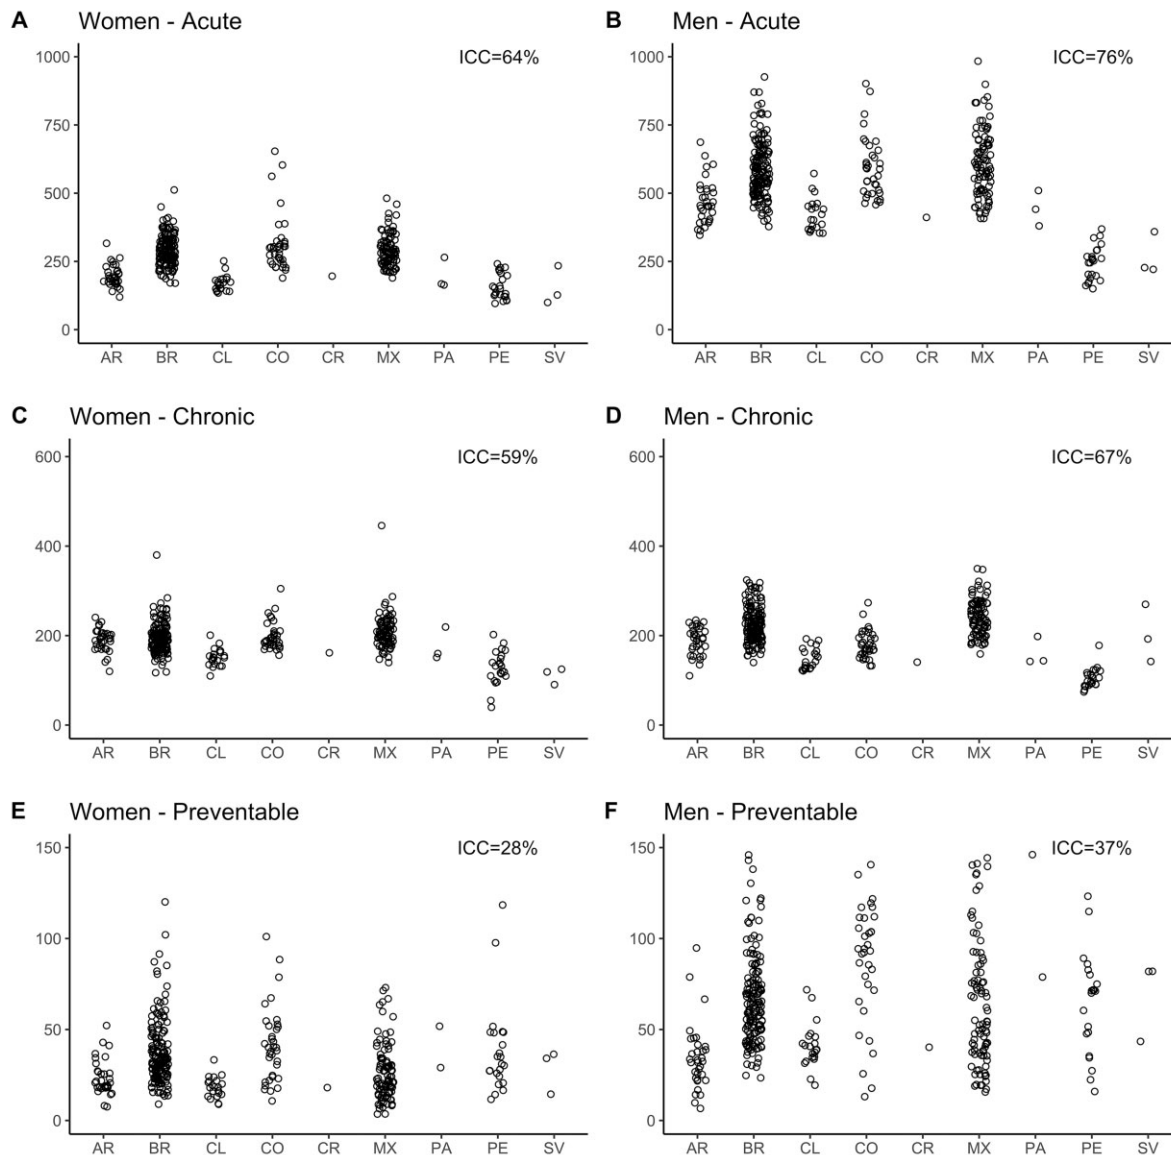 A Women - Acute
ICC=64%
1000
750
500
250
0
AR BR CL CO CR MX PA PE SV
B Men - Acute
ICC=76%
1000
750
500
250
0
AR BR CL CO CR MX PA PE SV
C Women - Chronic
ICC=59%
600
400
200
0
AR BR CL CO CR MX PA PE SV
D Men - Chronic
ICC=67%
600
400
200
0
AR BR CL CO CR MX PA PE SV
E Women - Preventable
ICC=28%
150
100
50
0
AR BR CL CO CR MX PA PE SV
F Men - Preventable
ICC=37%
150
100
50
0
AR BR CL CO CR MX PA PE SV